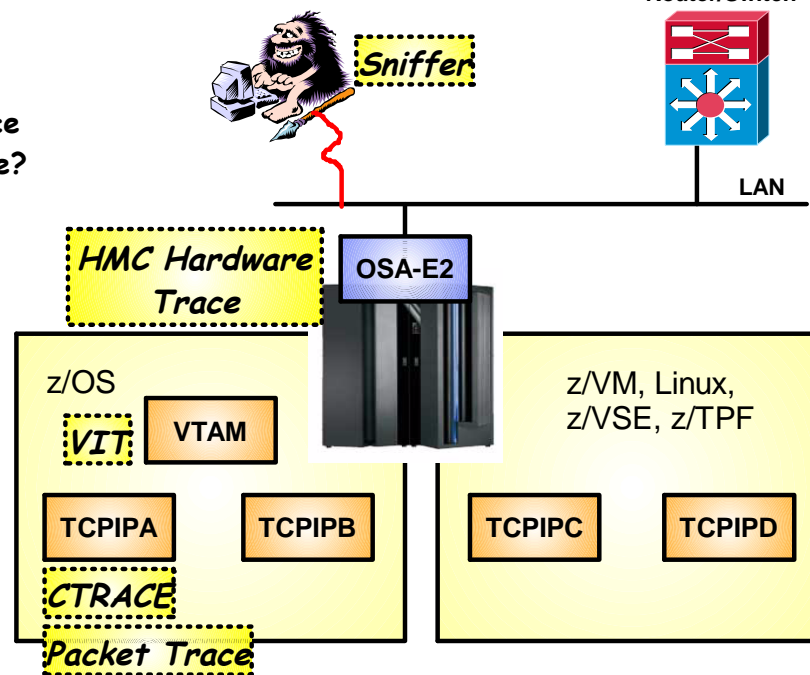 Sniffer
e?
LAN
HMC Hardware
Trace
OSA-E2
z/OS
VIT
VTAM
TCPIPA
TCPIPB
CTRACE
Packet Trace
z/VM, Linux,
z/VSE, z/TPF
TCPIPC
TCPIPD